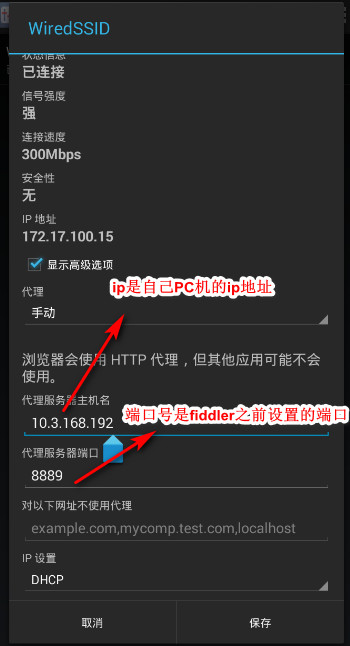 WiredSSID
状态信息
已连接
信号强度
强
连接速度
300Mbps
安全性
无
IP 地址
172.17.100.15
显示高级选项
ip是自己PC机的ip地址
代理
手动
浏览器会使用 HTTP 代理，但其他应用可能不会
使用。
代理服务器主机名
端口号是fiddler之前设置的端口
10.3.168.192
代理服务器端口
8889
对以下网址不使用代理
example.com,mycomp.test.com,localhost
IP 设置
DHCP
取消
保存